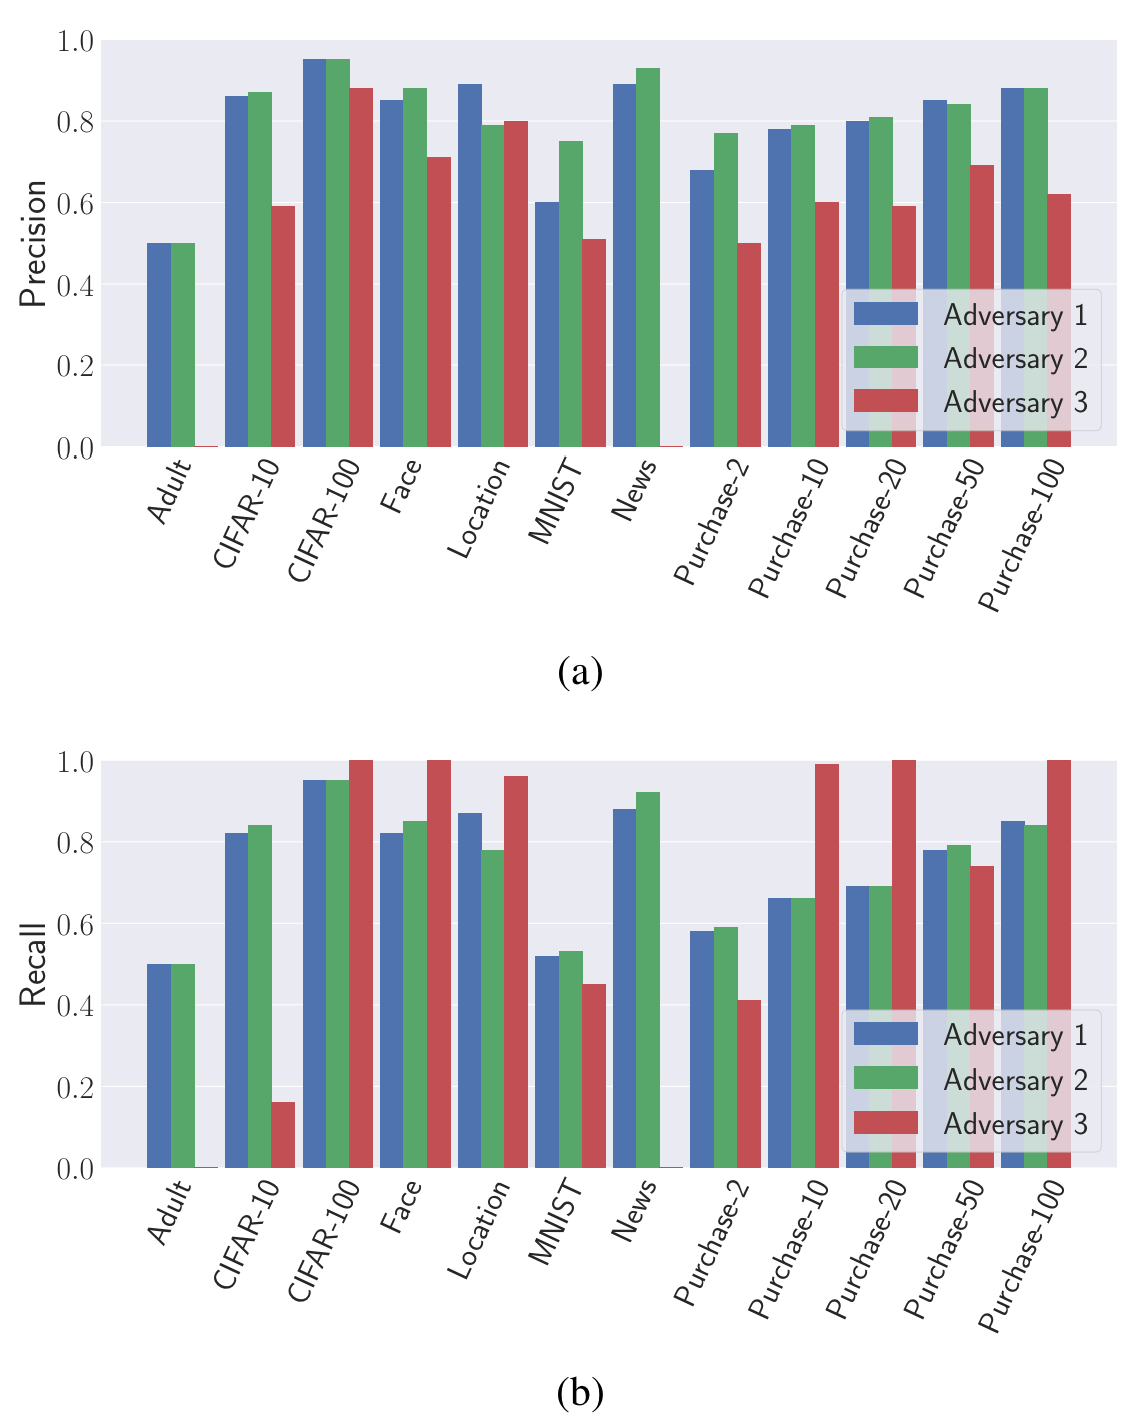 1.0
0.8
0.6
0.4
0.2
0.0
Precision
Adversary 1
Adversary 2
Adversary 3
Adult
CIFAR-10
CIFAR-100
Face
Location
MNIST
News
Purchase-2
Purchase-10
Purchase-20
Purchase-50
Purchase-100
(a)
1.0
0.8
0.6
0.4
0.2
0.0
Recall
Adversary 1
Adversary 2
Adversary 3
Adult
CIFAR-10
CIFAR-100
Face
Location
MNIST
News
Purchase-2
Purchase-10
Purchase-20
Purchase-50
Purchase-100
(b)